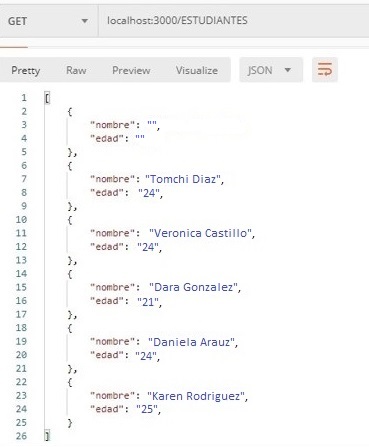 GET localhost:3000/ESTUDIANTES
Pretty Raw Preview Visualize JSON
1 [
2 {
3 "nombre": "",
4 "edad": ""
5 },
6 {
7 "nombre": "Tomchi Diaz",
8 "edad": "24",
9 },
10 {
11 "nombre": "Veronica Castillo",
12 "edad": "24",
13 },
14 {
15 "nombre": "Dara Gonzalez",
16 "edad": "21",
17 },
18 {
19 "nombre": "Daniela Arauz",
20 "edad": "24",
21 },
22 {
23 "nombre": "Karen Rodriguez",
24 "edad": "25",
25 }
26 ]